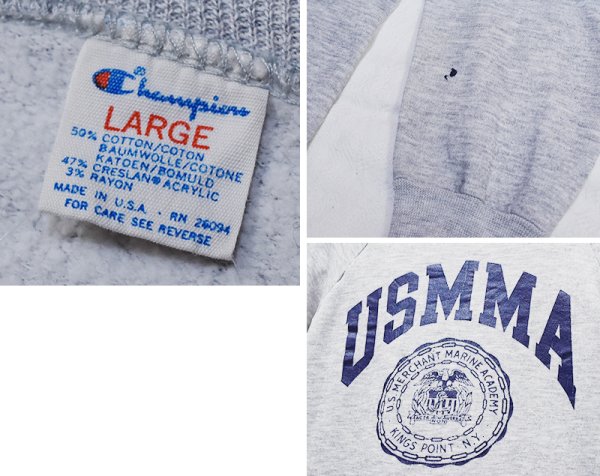 Champion
®
LARGE
50% COTTON/COTON
BAUMWOLLE/COTONE
KATOEN/BOMULD
47% CRESLAN® ACRYLIC
3% RAYON
MADE IN U.S.A. RN 26094
FOR CARE SEE REVERSE
USMMA
U.S. MERCHANT MARINE ACADEMY
KINGS POINT N.Y.